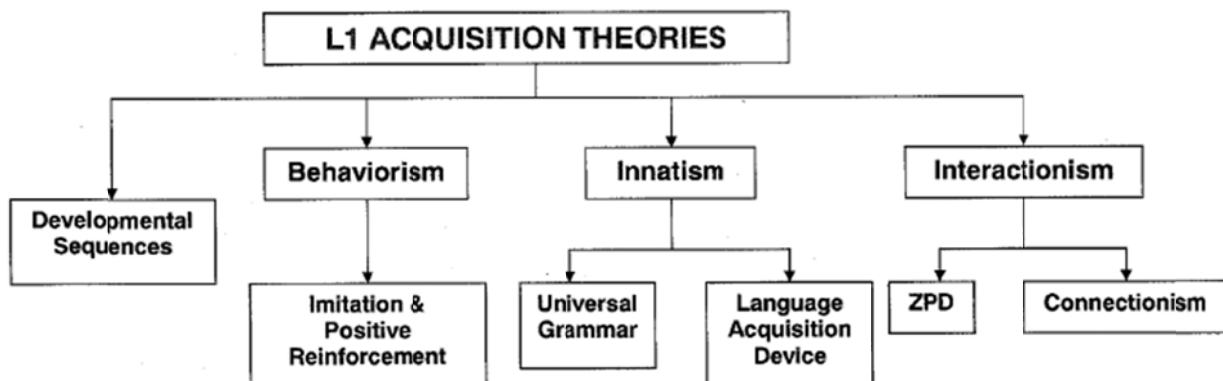 L1 ACQUISITION THEORIES
Behaviorism
Innatism
Interactionism
Developmental
Sequences
Imitation &
Positive
Reinforcement
Universal
Grammar
Language
Acquisition
Device
ZPD
Connectionism